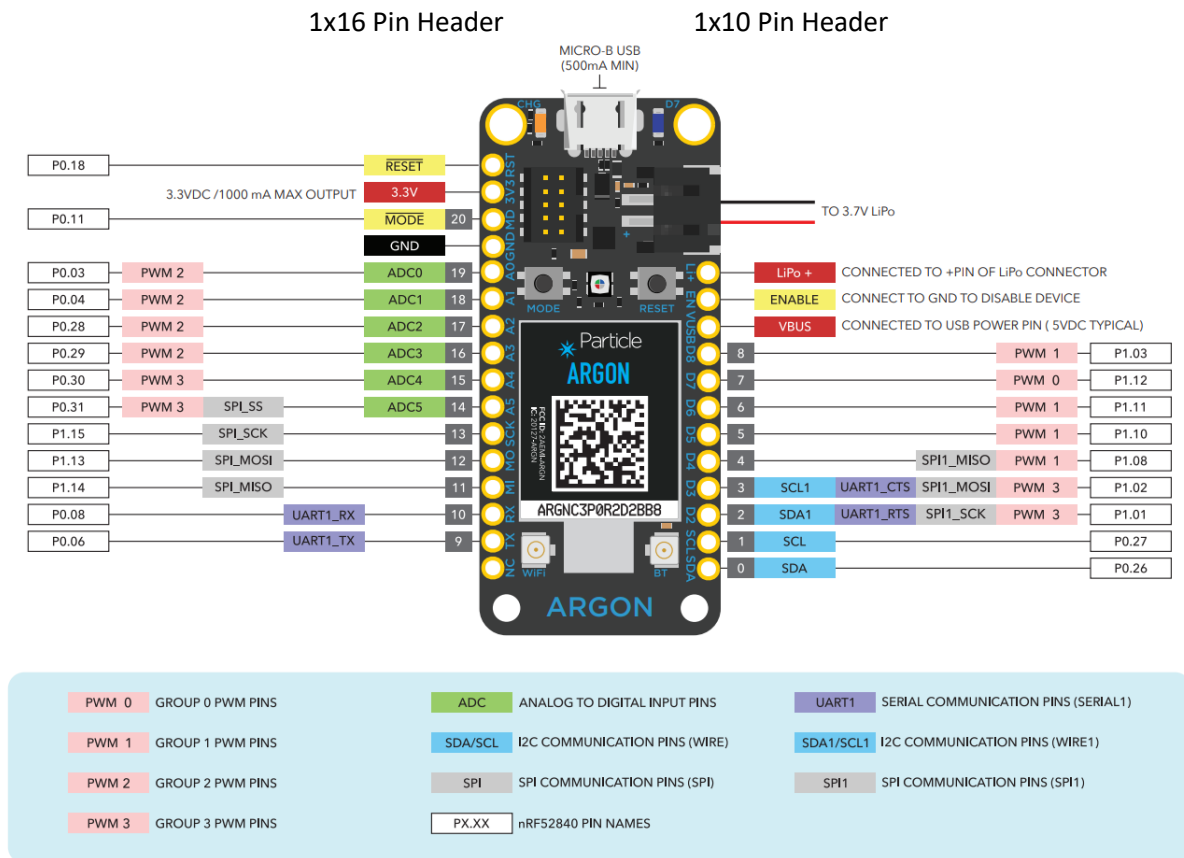 1x16 Pin Header 1x10 Pin Header
MICRO-B USB
(500mA MIN)
CHG D7
P0.18 RESET RST
3.3VDC /1000 mA MAX OUTPUT 3.3V 3V3
P0.11 MODE 20 MD
TO 3.7V LiPo
+
GND GND
P0.03 PWM 2 ADC0 19 A0
Li+ LiPo + CONNECTED TO +PIN OF LiPo CONNECTOR
P0.04 PWM 2 ADC1 18 A1
EN ENABLE CONNECT TO GND TO DISABLE DEVICE
MODE RESET
P0.28 PWM 2 ADC2 17 A2
VUSB VBUS CONNECTED TO USB POWER PIN ( 5VDC TYPICAL)
P0.29 PWM 2 ADC3 16 A3
Particle
D8 8 PWM 1 P1.03
P0.30 PWM 3 ADC4 15 A4
ARGON
D7 7 PWM 0 P1.12
P0.31 PWM 3 SPI_SS ADC5 14 A5
D6 6 PWM 1 P1.11
P1.15 SPI_SCK 13 SCK
FCC ID: 2AEMI-ARGN
IC: 20127-ARGN
D5 5 PWM 1 P1.10
P1.13 SPI_MOSI 12 MO
D4 4 SPI1_MISO PWM 1 P1.08
P1.14 SPI_MISO 11 MI
D3 3 SCL1 UART1_CTS SPI1_MOSI PWM 3 P1.02
P0.08 UART1_RX 10 RX
ARGNC3P0R2D2BB8
D2 2 SDA1 UART1_RTS SPI1_SCK PWM 3 P1.01
P0.06 UART1_TX 9 TX
SCL 1 SCL P0.27
NC WiFi BT SDA 0 SDA P0.26
ARGON
PWM 0 GROUP 0 PWM PINS
ADC ANALOG TO DIGITAL INPUT PINS
UART1 SERIAL COMMUNICATION PINS (SERIAL1)
PWM 1 GROUP 1 PWM PINS
SDA/SCL I2C COMMUNICATION PINS (WIRE)
SDA1/SCL1 I2C COMMUNICATION PINS (WIRE1)
PWM 2 GROUP 2 PWM PINS
SPI SPI COMMUNICATION PINS (SPI)
SPI1 SPI COMMUNICATION PINS (SPI1)
PWM 3 GROUP 3 PWM PINS
PX.XX nRF52840 PIN NAMES